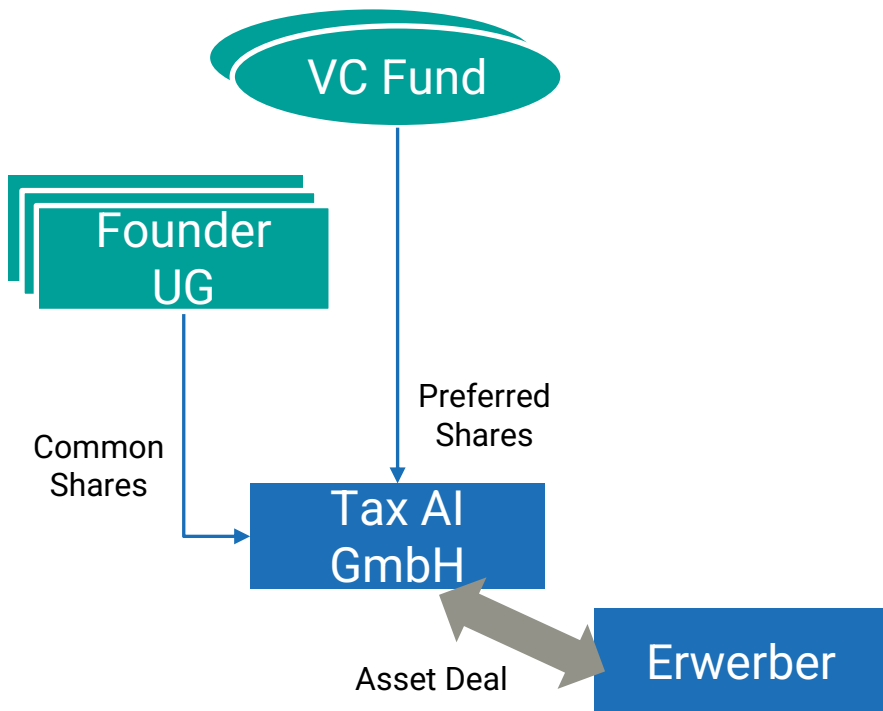 VC Fund
Founder
UG
Preferred
Shares
Common
Shares
Tax AI
GmbH
Erwerber
Asset Deal